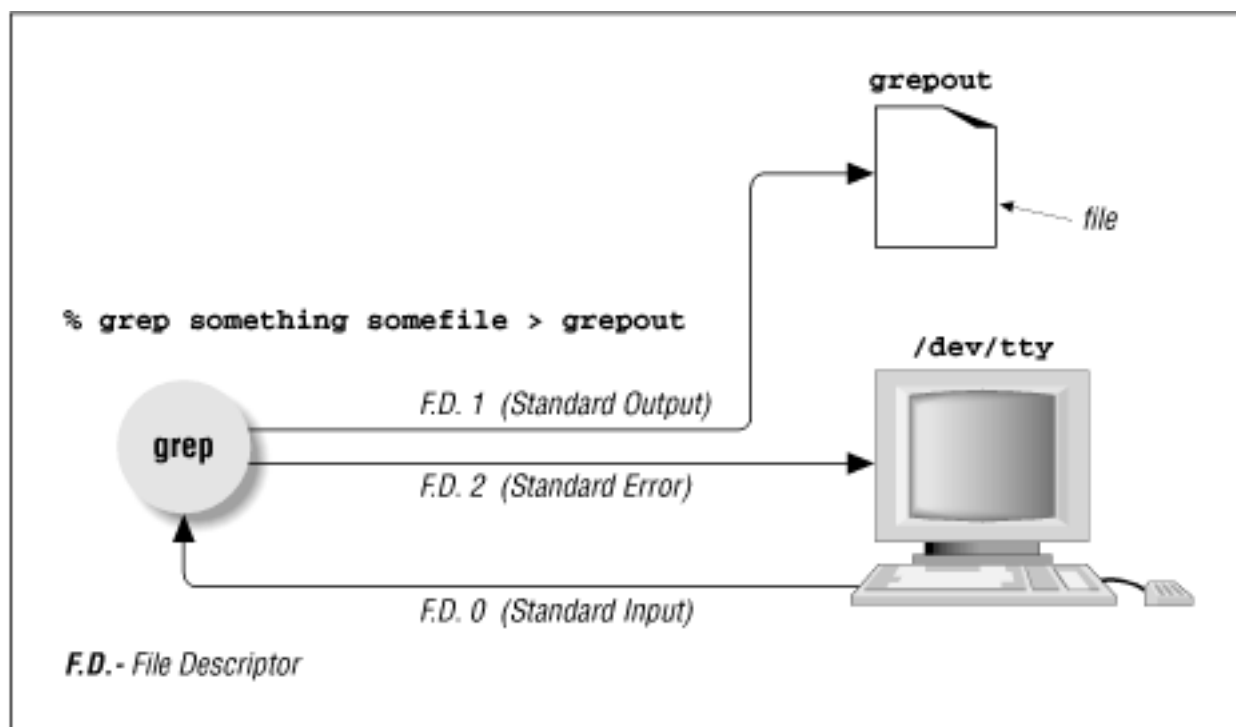 grepout
file
% grep something somefile > grepout
/dev/tty
F.D. 1 (Standard Output)
grep
F.D. 2 (Standard Error)
F.D. 0 (Standard Input)
F.D.- File Descriptor